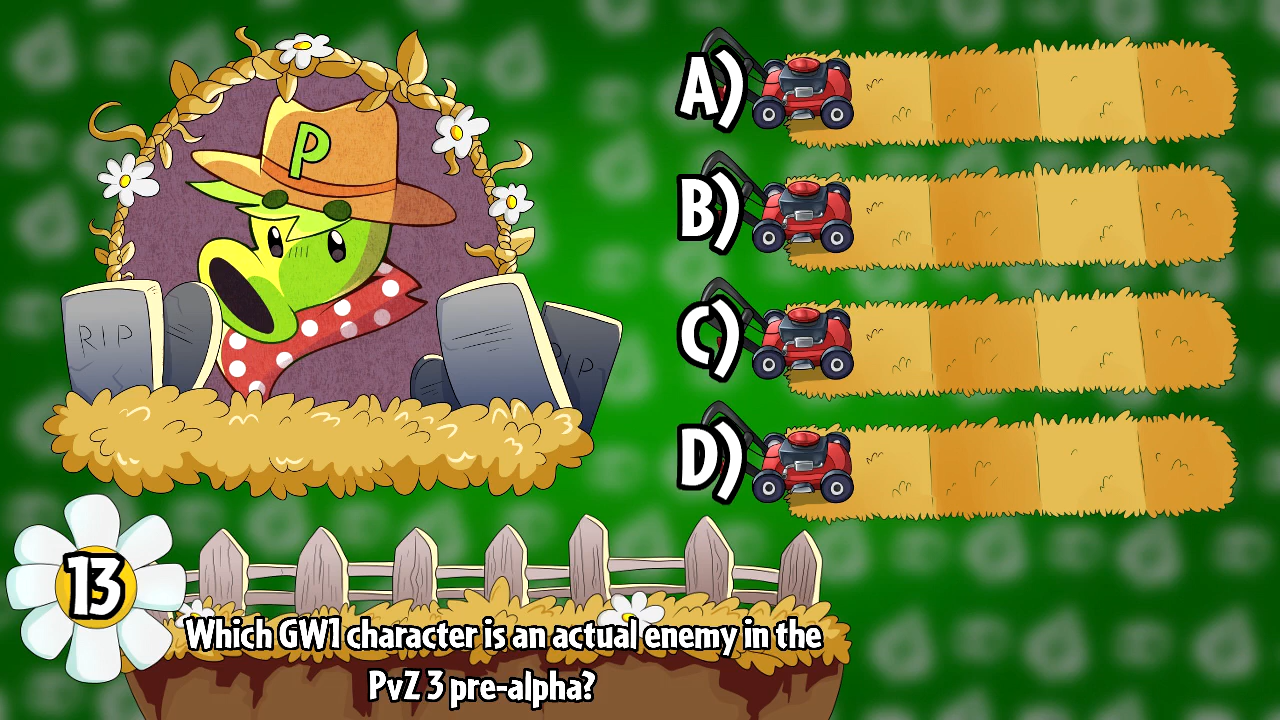 P
RIP
RIP
A)
B)
C)
D)
13
Which GW1 character is an actual enemy in the
PvZ 3 pre-alpha?